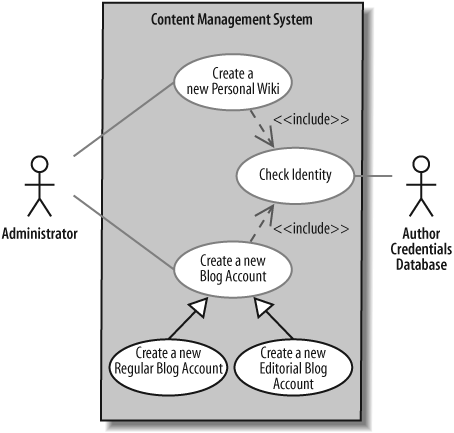 Content Management System
Create a
new Personal Wiki
<<include>>
Check Identity
Administrator
Author
Credentials
Database
<<include>>
Create a new
Blog Account
Create a new
Regular Blog Account
Create a new
Editorial Blog
Account